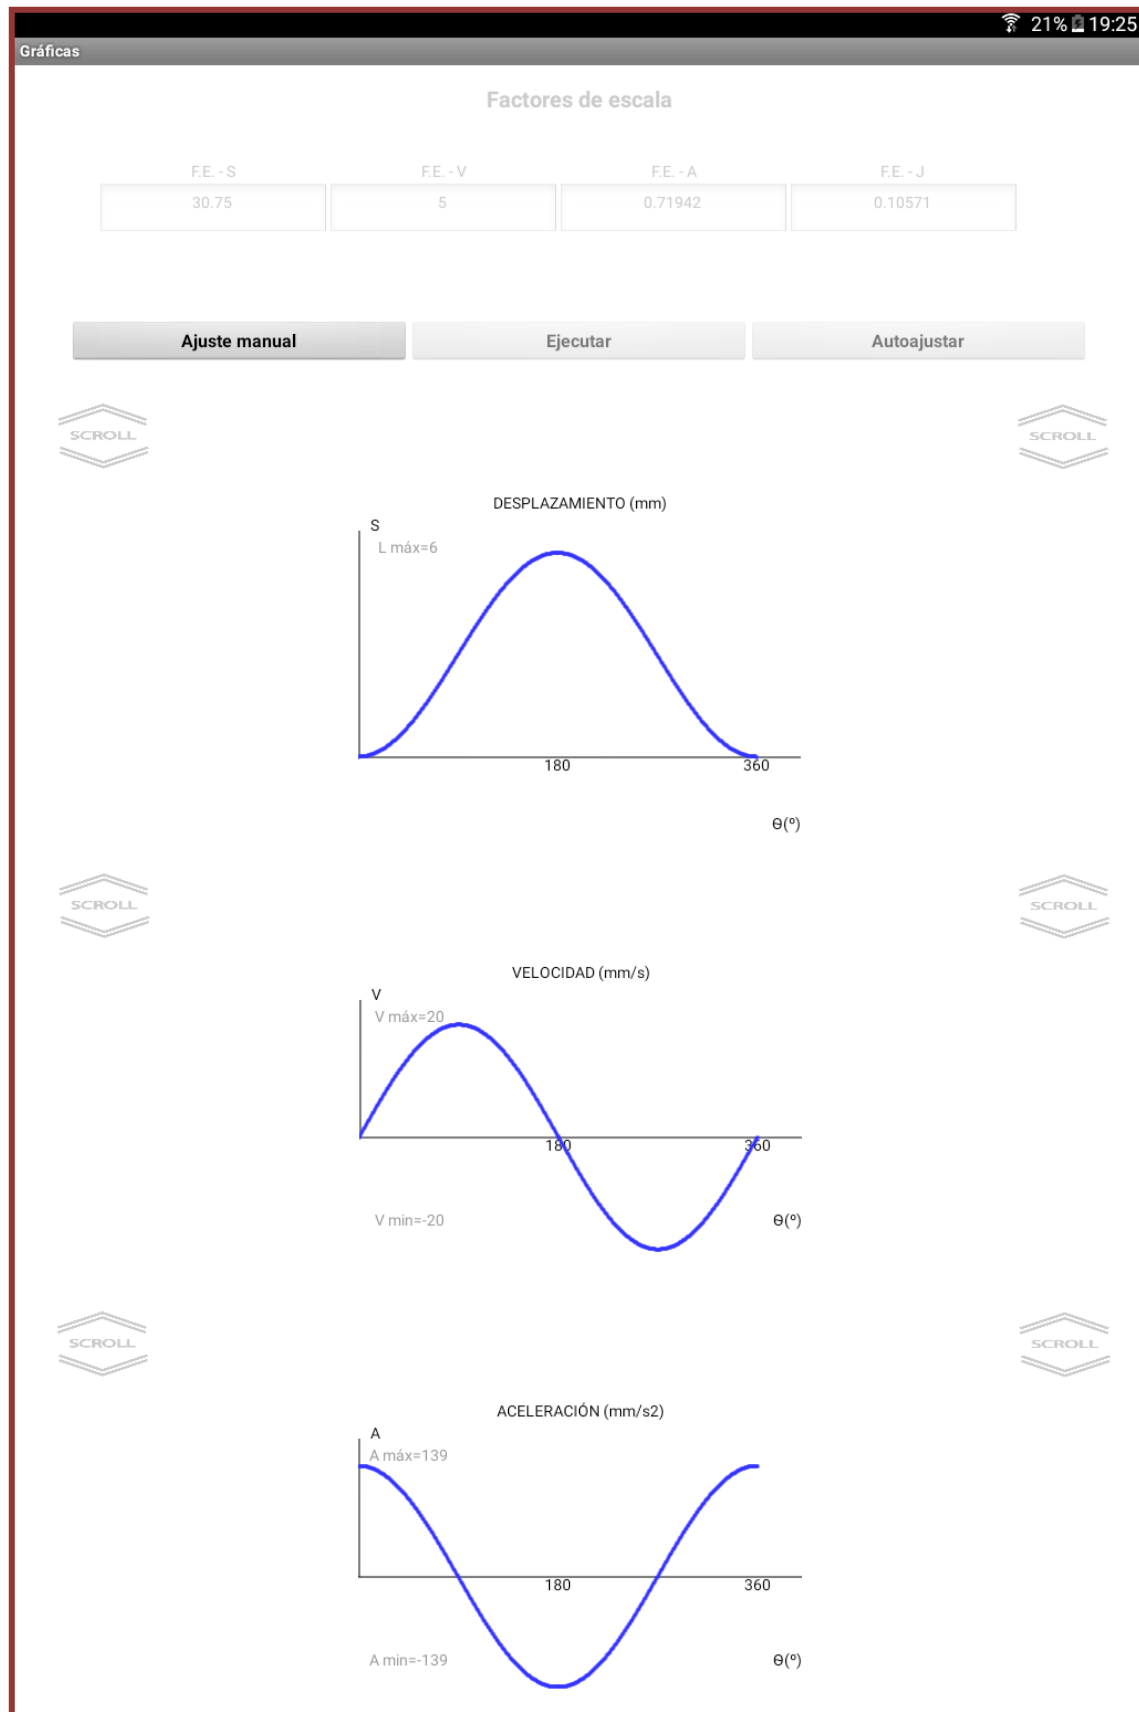 21% 19:25
Gráficas
Factores de escala
F.E. - S F.E. - V F.E. - A F.E. - J
30.75 5 0.71942 0.10571
Ajuste manual Ejecutar Autoajustar
SCROLL SCROLL
DESPLAZAMIENTO (mm)
S
L máx=6
180 360
Ө(º)
SCROLL SCROLL
VELOCIDAD (mm/s)
V
V máx=20
180 360
V min=-20 Ө(º)
SCROLL SCROLL
ACELERACIÓN (mm/s2)
A
A máx=139
180 360
A min=-139 Ө(º)